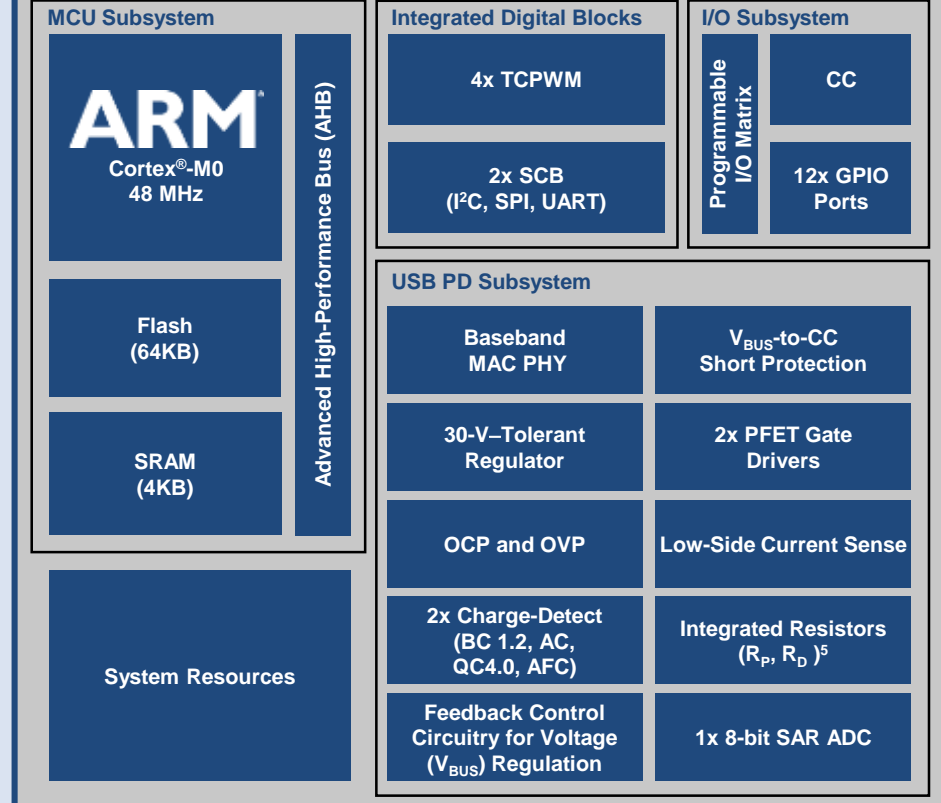 MCU Subsystem
ARM
Cortex®-M0
48 MHz
Flash
(64KB)
SRAM
(4KB)
Advanced High-Performance Bus (AHB)
System Resources
Integrated Digital Blocks
4x TCPWM
2x SCB
(I²C, SPI, UART)
I/O Subsystem
Programmable
I/O Matrix
CC
12x GPIO
Ports
USB PD Subsystem
Baseband
MAC PHY
VBUS-to-CC
Short Protection
30-V–Tolerant
Regulator
2x PFET Gate
Drivers
OCP and OVP
Low-Side Current Sense
2x Charge-Detect
(BC 1.2, AC,
QC4.0, AFC)
Integrated Resistors
(RP, RD )⁵
Feedback Control
Circuitry for Voltage
(VBUS) Regulation
1x 8-bit SAR ADC